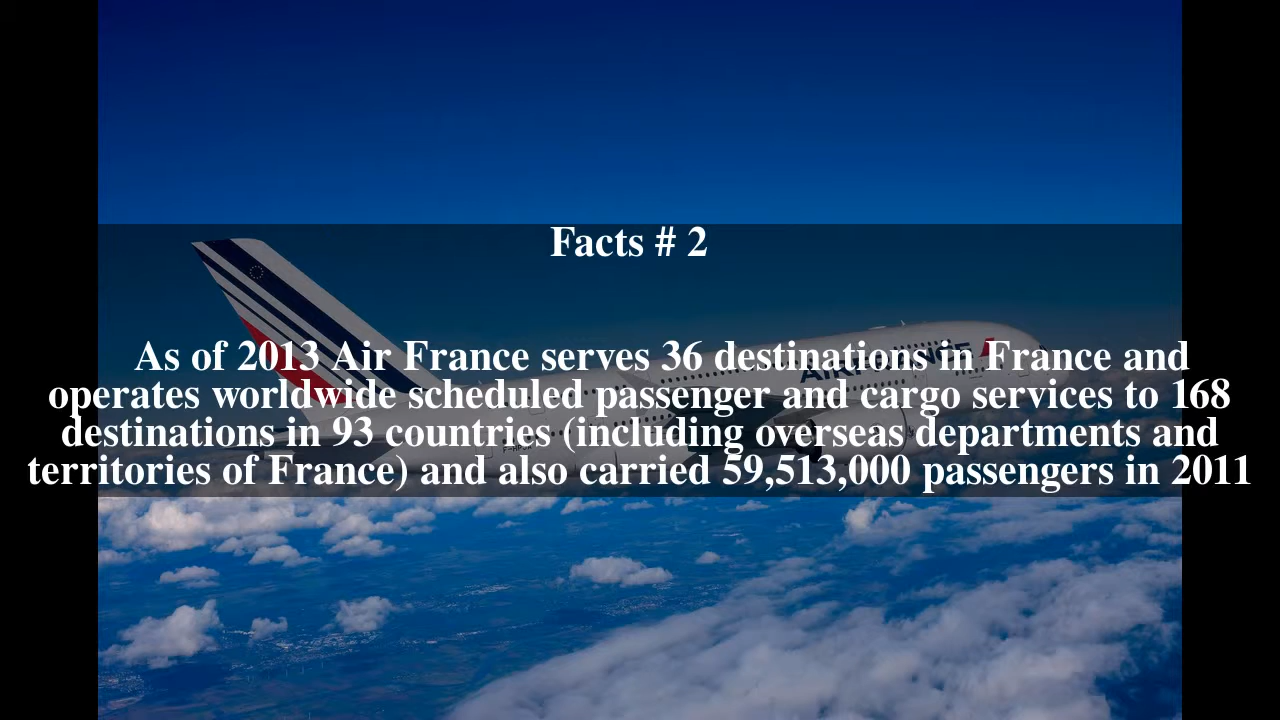 Facts # 2
As of 2013 Air France serves 36 destinations in France and
operates worldwide scheduled passenger and cargo services to 168
destinations in 93 countries (including overseas departments and
territories of France) and also carried 59,513,000 passengers in 2011
AIRFRANCE